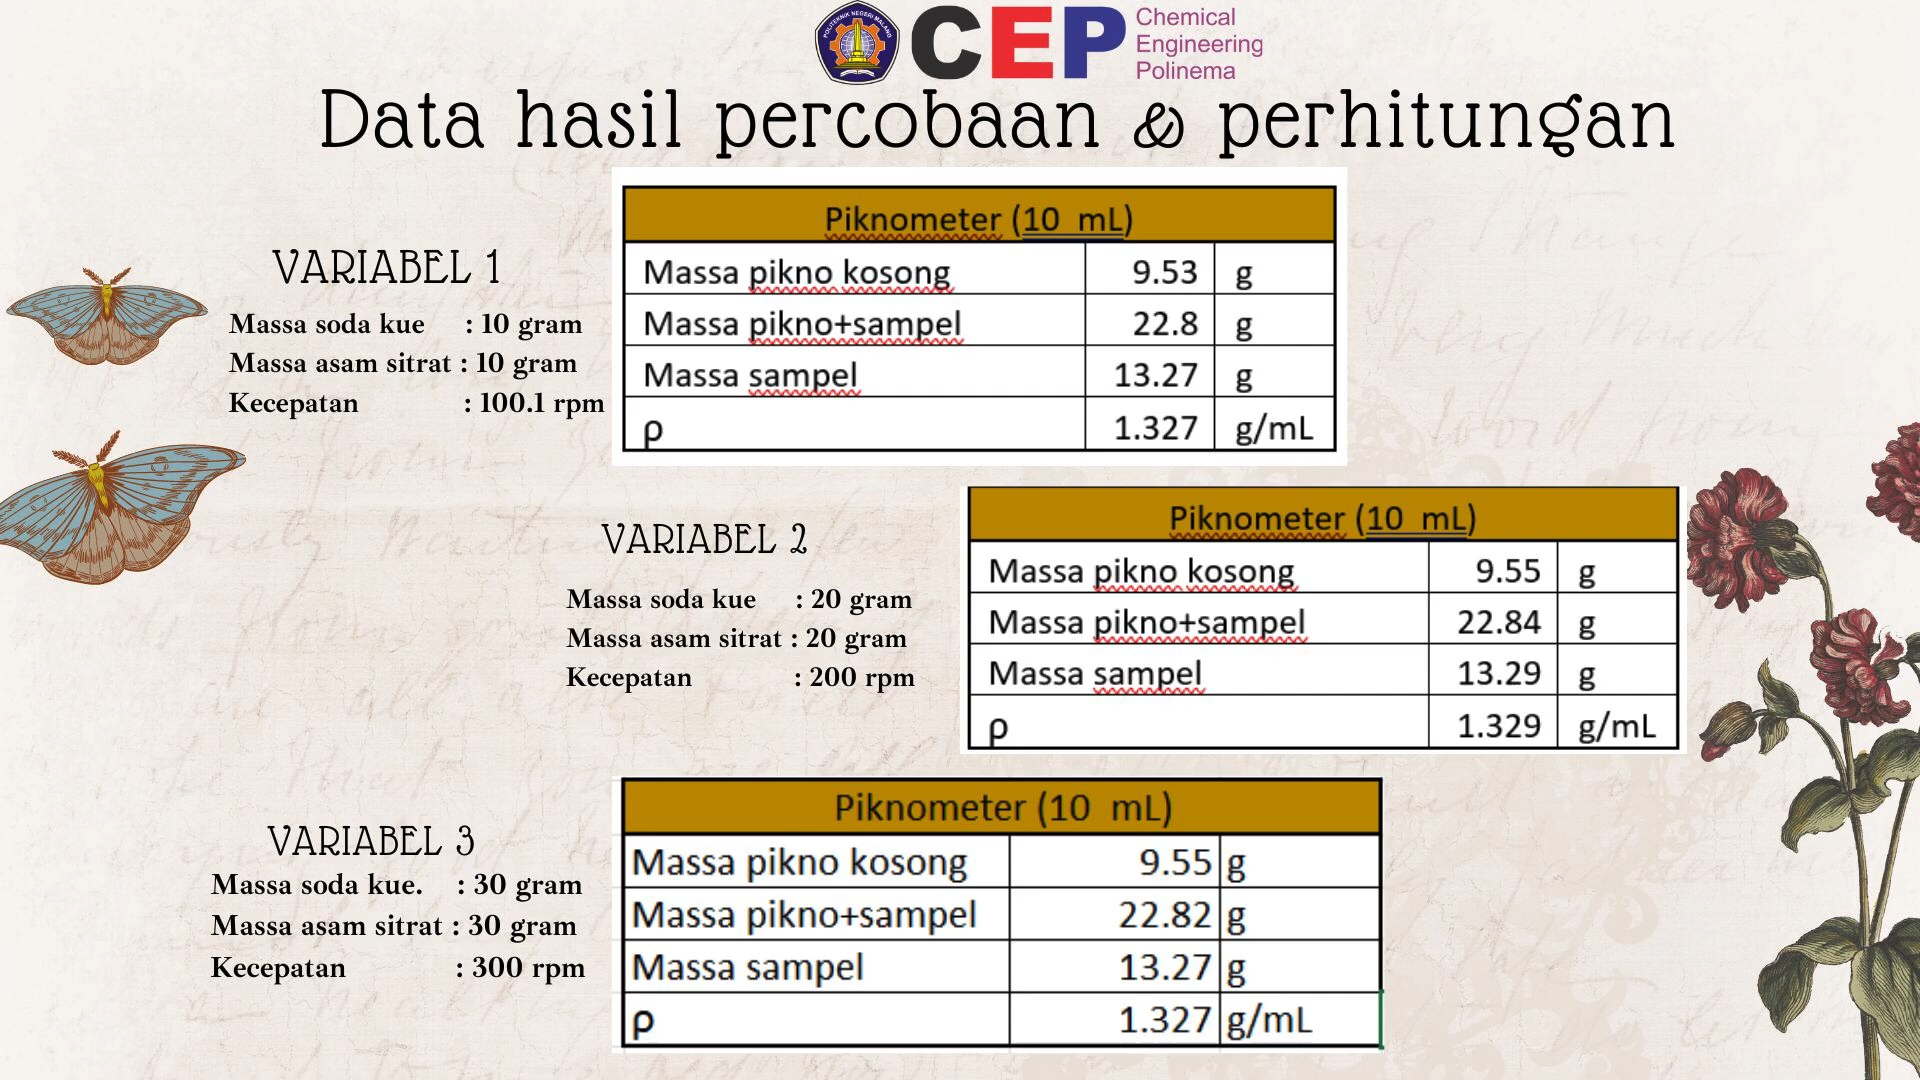 POLITEKNIK NEGERI MALANG
CEP
Chemical
Engineering
Polinema
Data hasil percobaan & perhitungan
VARIABEL 1
Massa soda kue : 10 gram
Massa asam sitrat : 10 gram
Kecepatan : 100.1 rpm
Piknometer (10 mL)
Massa pikno kosong 9.53 g
Massa pikno+sampel 22.8 g
Massa sampel 13.27 g
ρ 1.327 g/mL
VARIABEL 2
Massa soda kue : 20 gram
Massa asam sitrat : 20 gram
Kecepatan : 200 rpm
Piknometer (10 mL)
Massa pikno kosong 9.55 g
Massa pikno+sampel 22.84 g
Massa sampel 13.29 g
ρ 1.329 g/mL
VARIABEL 3
Massa soda kue. : 30 gram
Massa asam sitrat : 30 gram
Kecepatan : 300 rpm
Piknometer (10 mL)
Massa pikno kosong 9.55 g
Massa pikno+sampel 22.82 g
Massa sampel 13.27 g
ρ 1.327 g/mL